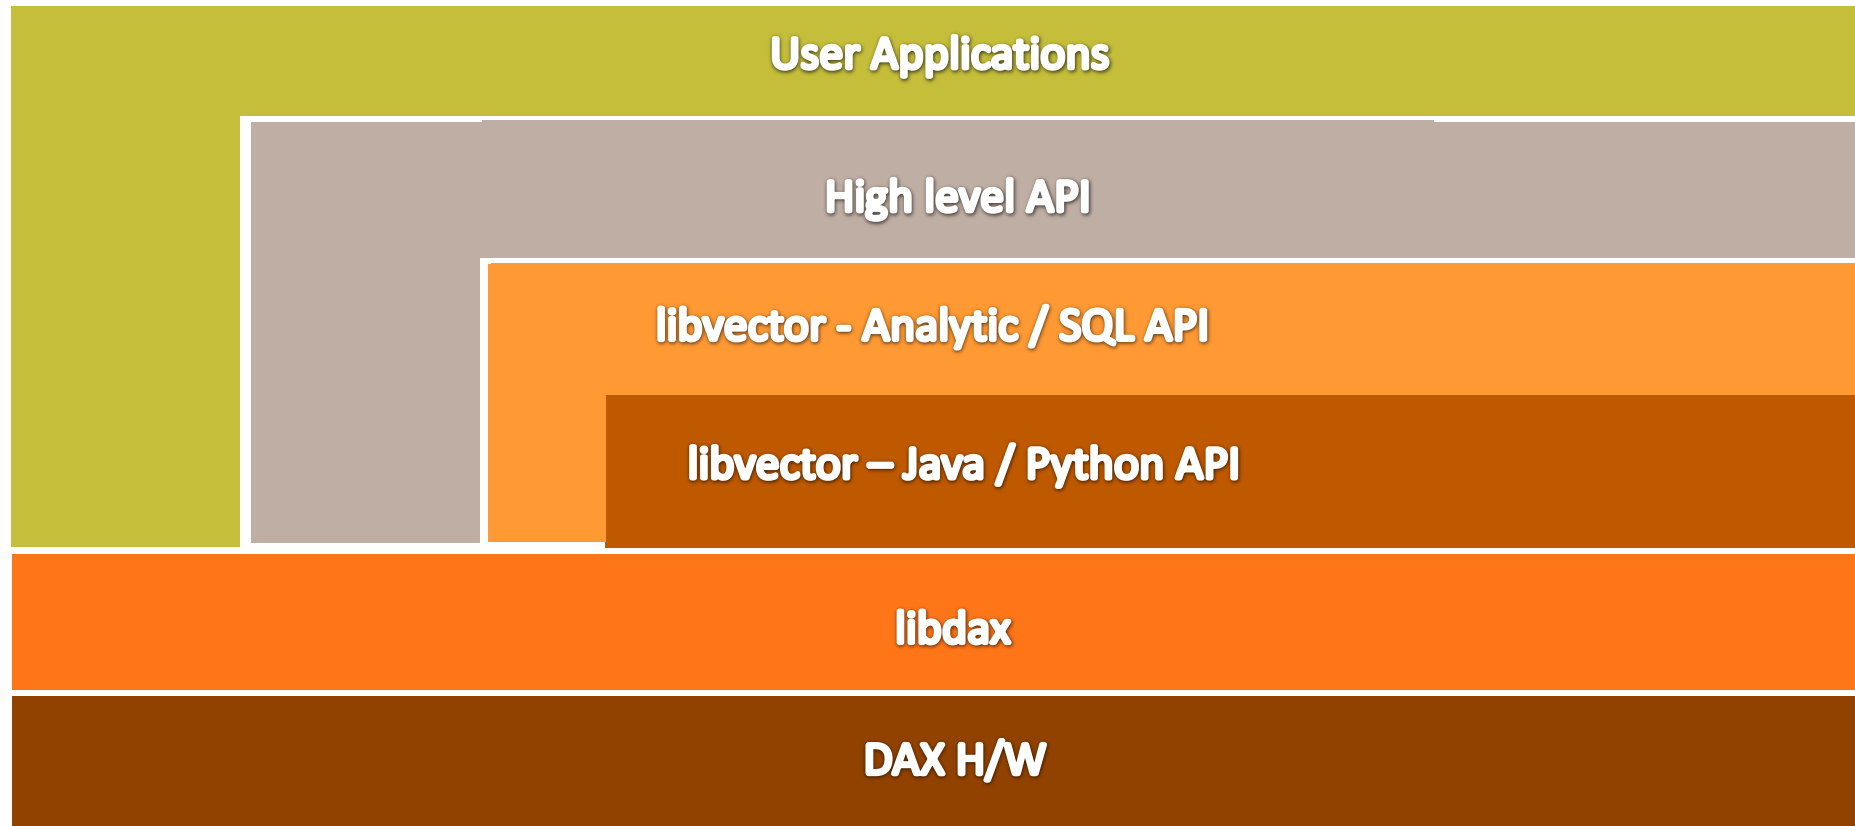 User Applications
High level API
libvector - Analytic / SQL API
libvector – Java / Python API
libdax
DAX H/W